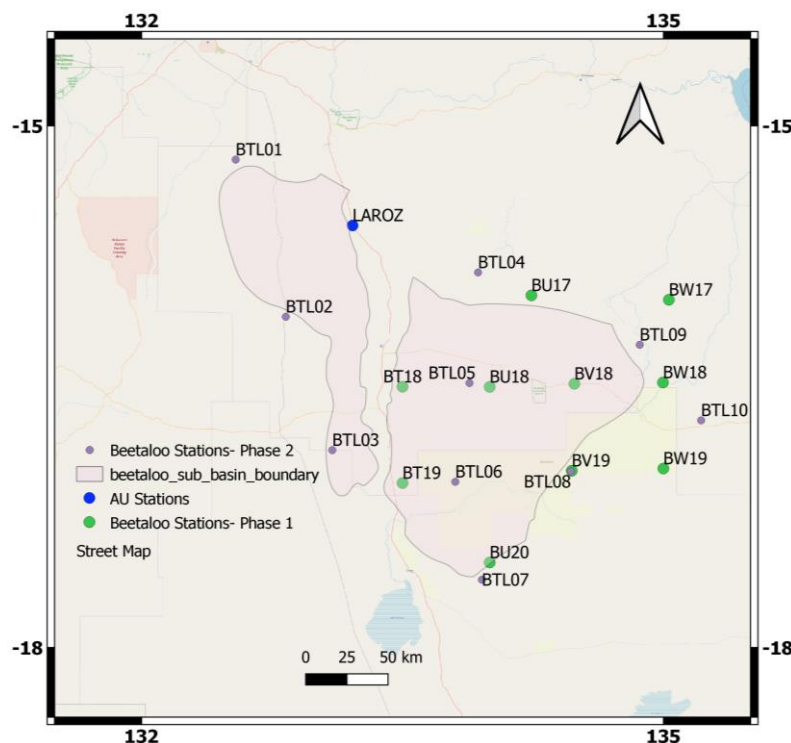 132
135
-15
-15
BTL01
LAROZ
BTL04
BU17
BW17
BTL02
BTL09
BT18
BTL05
BU18
BV18
BW18
BTL10
BTL03
BT19
BTL06
BTL08
BV19
BW19
Beetaloo Stations- Phase 2
beetaloo_sub_basin_boundary
AU Stations
Beetaloo Stations- Phase 1
Street Map
BU20
BTL07
-18
-18
0
25
50 km
132
135